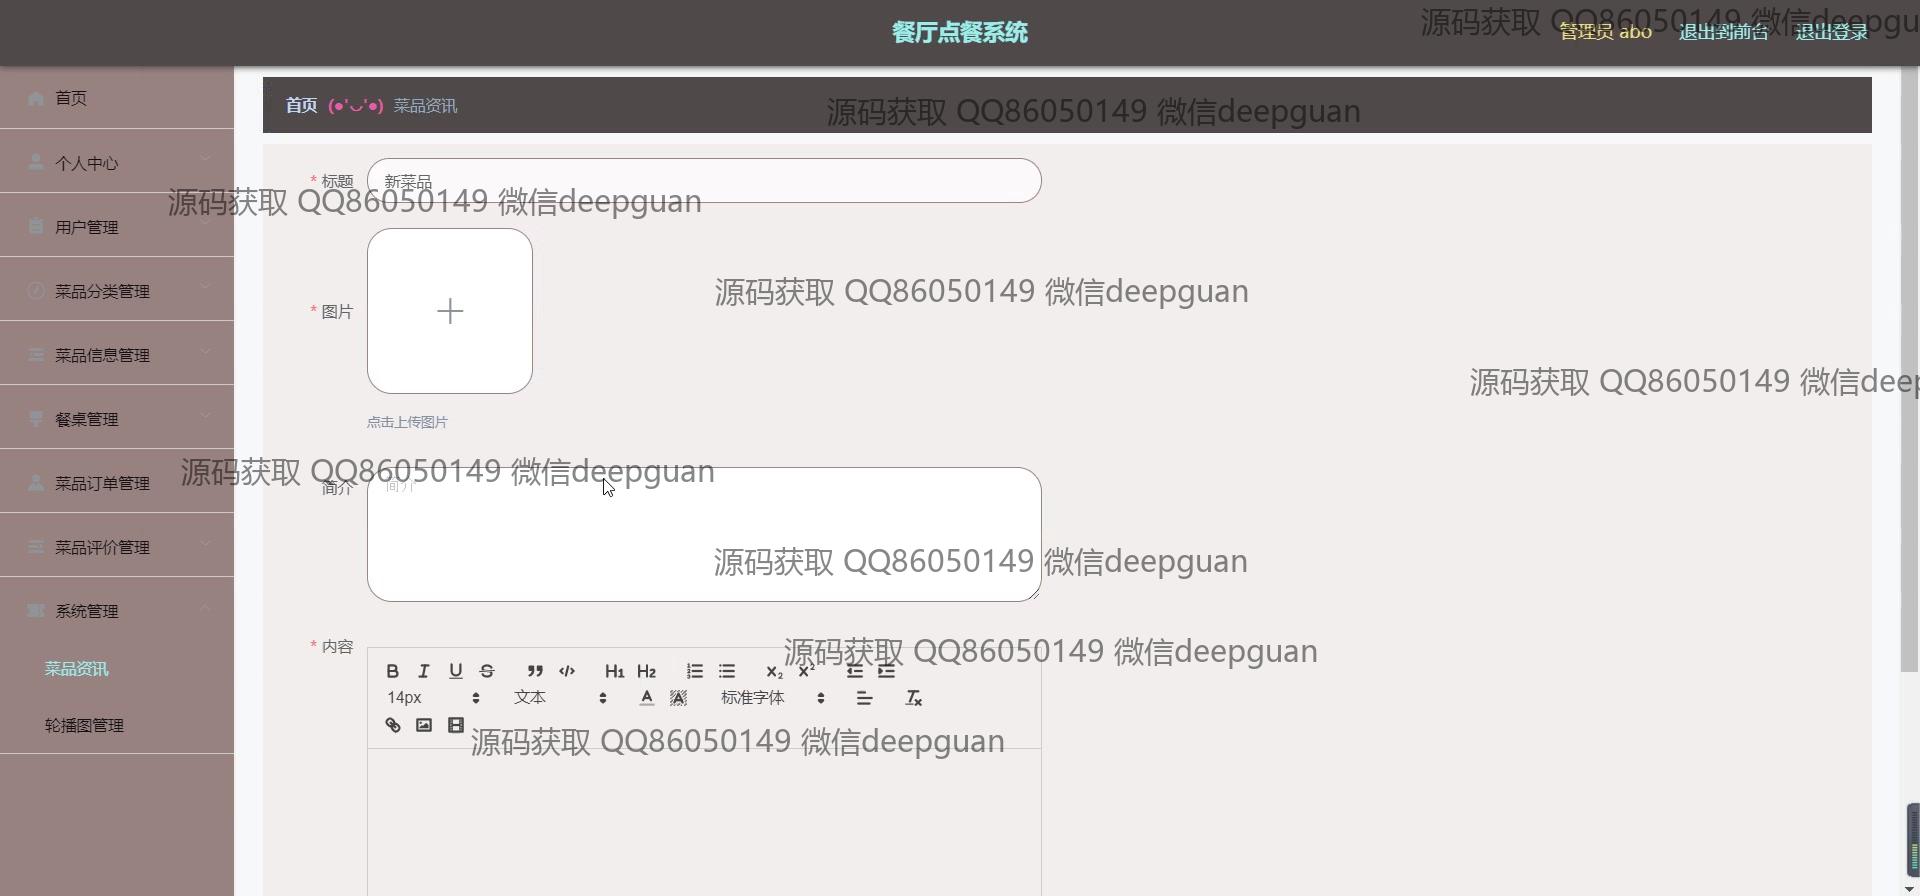 餐厅点餐系统
管理员 abo
退出到前台
退出登录
源码获取 QQ86050149 微信deepgu
首页
个人中心
用户管理
菜品分类管理
菜品信息管理
餐桌管理
菜品订单管理
菜品评价管理
系统管理
菜品资讯
轮播图管理
首页 (●'◡'●) 菜品资讯
源码获取 QQ86050149 微信deepguan
* 标题
新菜品
源码获取 QQ86050149 微信deepguan
源码获取 QQ86050149 微信deepguan
* 图片
点击上传图片
源码获取 QQ86050149 微信deep
源码获取 QQ86050149 微信deepguan
简介
简介
源码获取 QQ86050149 微信deepguan
* 内容
源码获取 QQ86050149 微信deepguan
B I U S H1 H2 X2 X2
14px 文本 A A 标准字体 Tx
源码获取 QQ86050149 微信deepguan